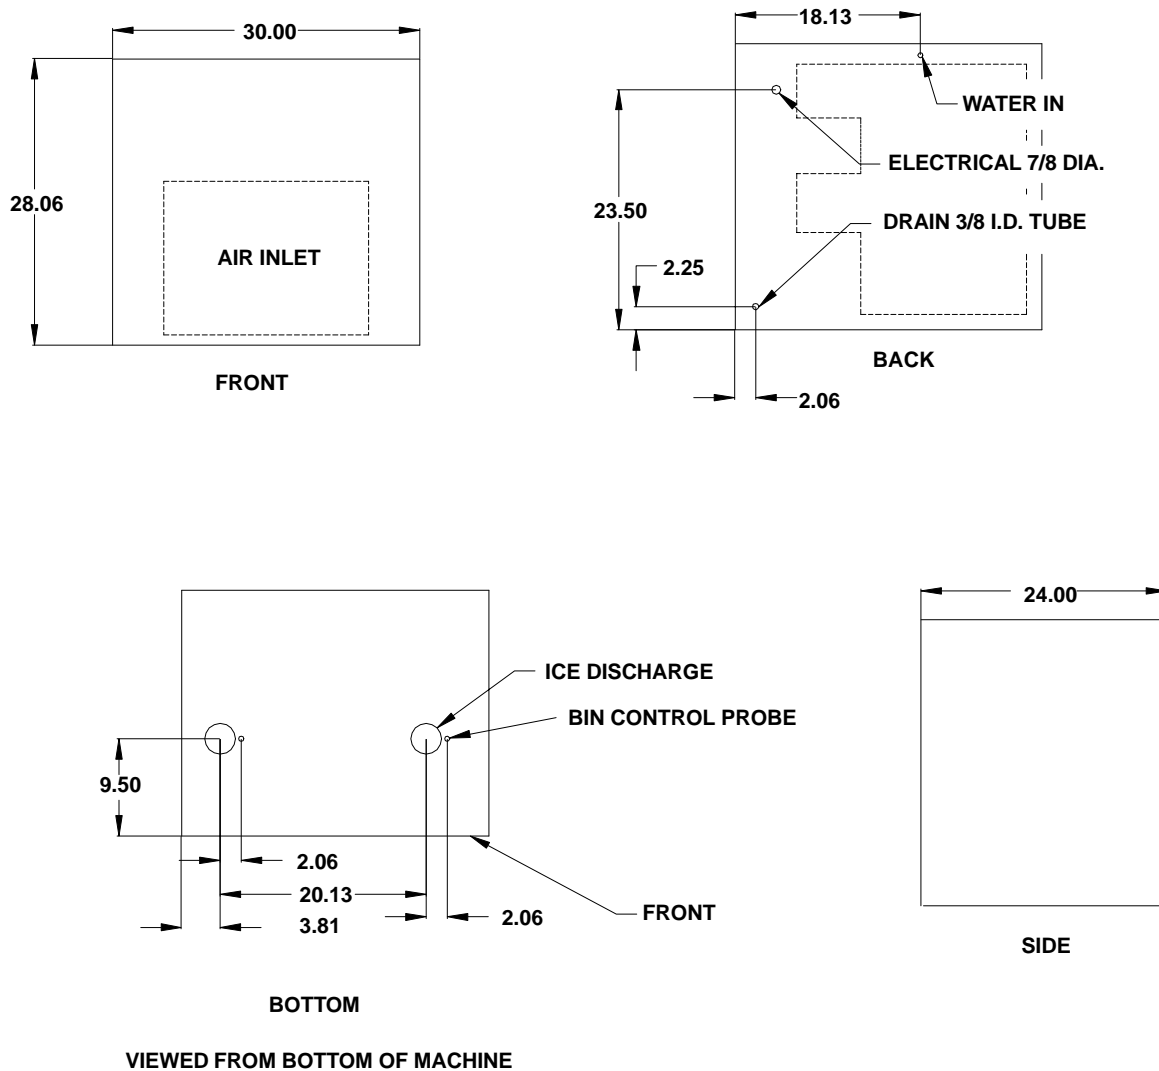 30.00
28.06
AIR INLET
FRONT
18.13
WATER IN
ELECTRICAL 7/8 DIA.
23.50
DRAIN 3/8 I.D. TUBE
2.25
BACK
2.06
ICE DISCHARGE
BIN CONTROL PROBE
9.50
2.06
20.13
3.81
2.06
FRONT
BOTTOM
VIEWED FROM BOTTOM OF MACHINE
24.00
SIDE